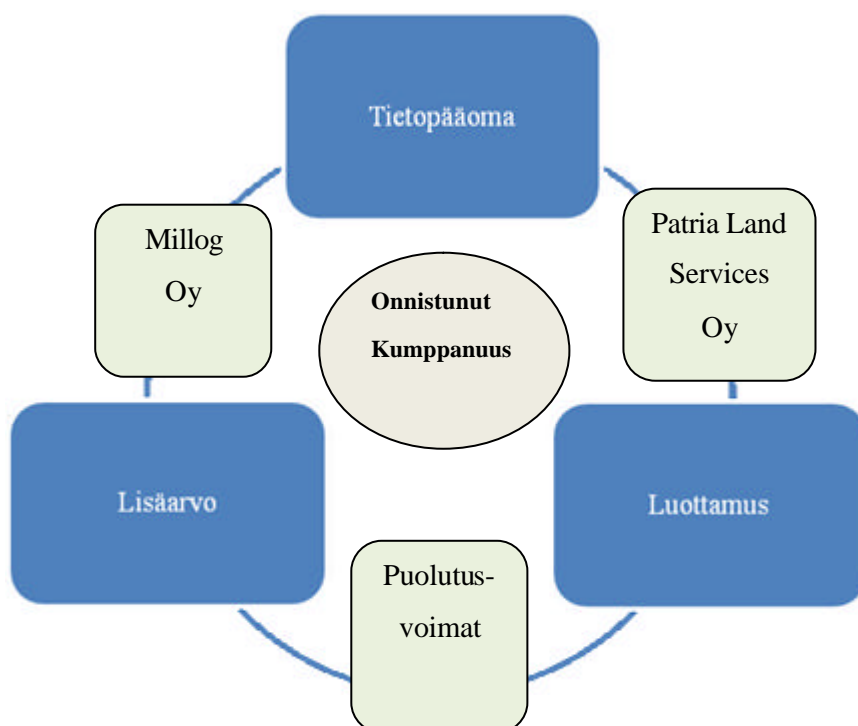 Tietopääoma
Millog
Oy
Patria Land
Services
Oy
Onnistunut
Kumppanuus
Lisäarvo
Luottamus
Puolutus-
voimat